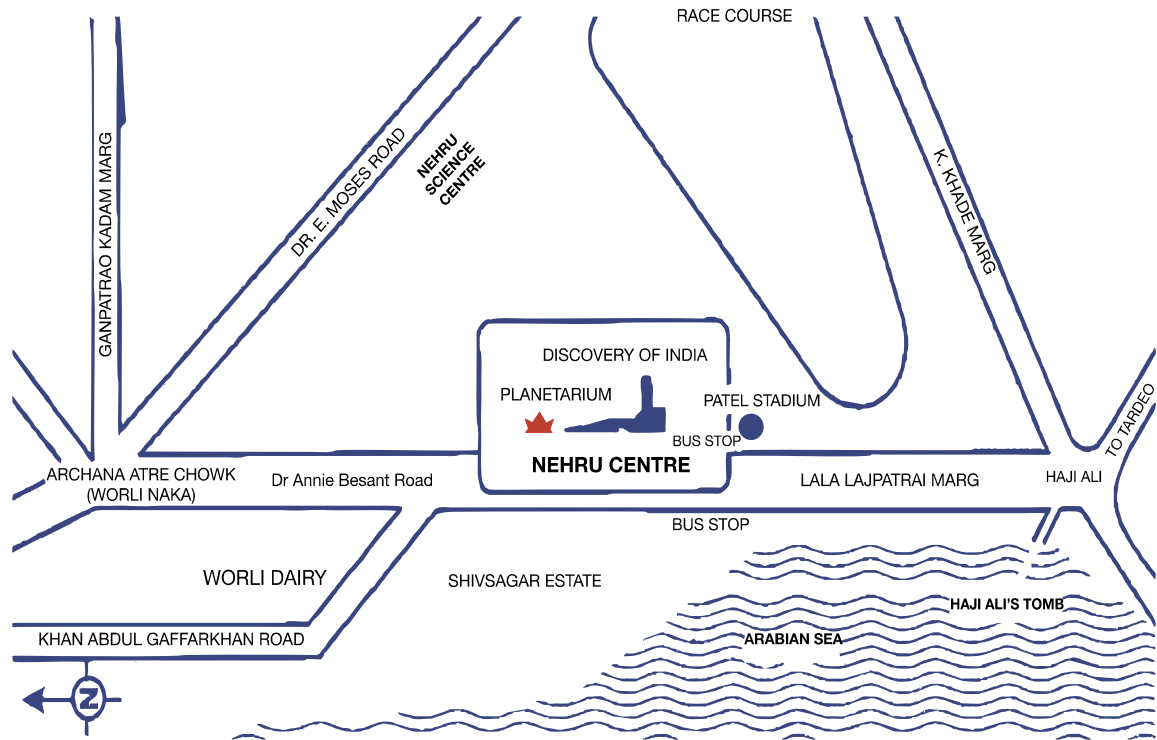 RACE COURSE
GANPATRAO KADAM MARG
DR. E. MOSES ROAD
NEHRU
SCIENCE
CENTRE
K. KHADE MARG
DISCOVERY OF INDIA
PLANETARIUM
PATEL STADIUM
BUS STOP
NEHRU CENTRE
TO TARDEO
ARCHANA ATRE CHOWK
(WORLI NAKA)
Dr Annie Besant Road
LALA LAJPATRAI MARG
HAJI ALI
BUS STOP
WORLI DAIRY
SHIVSAGAR ESTATE
HAJI ALI'S TOMB
ARABIAN SEA
KHAN ABDUL GAFFARKHAN ROAD
N